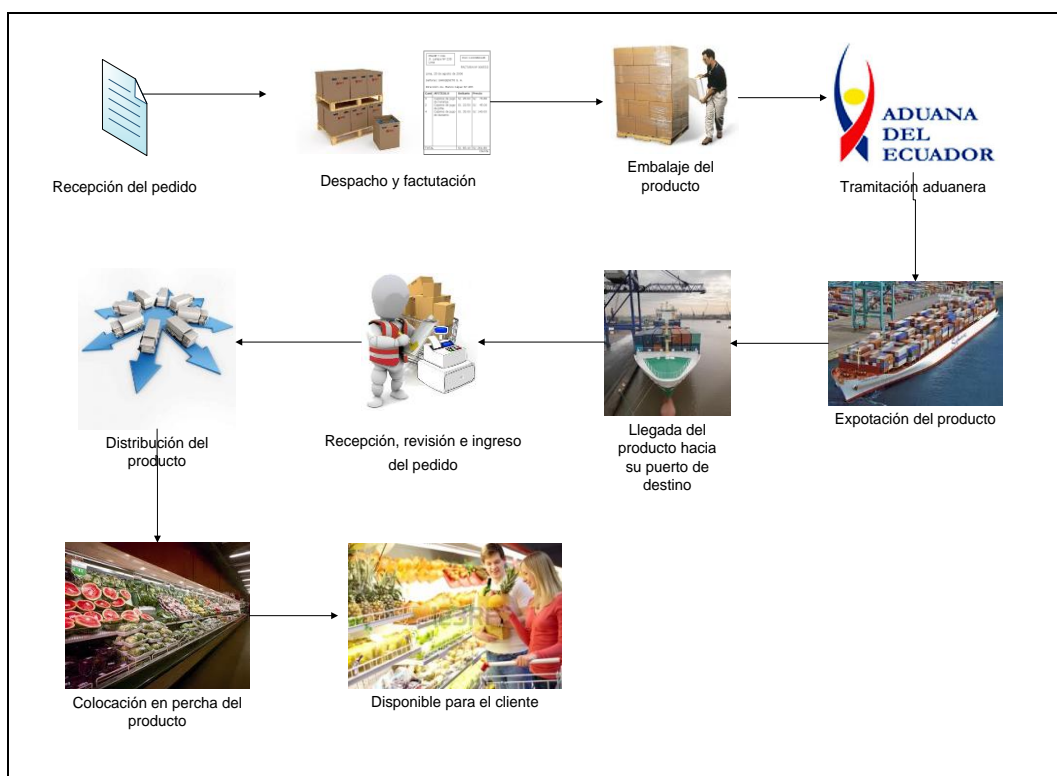 Recepción del pedido
Despacho y factutación
Embalaje del
producto
ADUANA
DEL
ECUADOR
Tramitación aduanera
Distribución del
producto
Recepción, revisión e ingreso
del pedido
Llegada del
producto hacia
su puerto de
destino
Expotación del producto
Colocación en percha del
producto
Disponible para el cliente